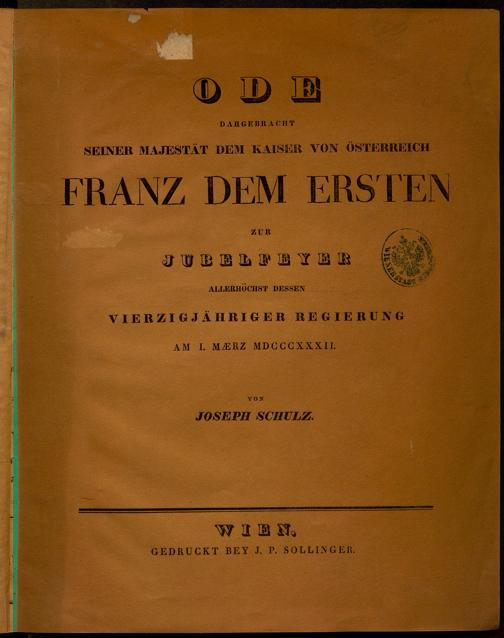 ODE
DARGEBRACHT
SEINER MAJESTÄT DEM KAISER VON ÖSTERREICH
FRANZ DEM ERSTEN
ZUR
JUBELFEYER
ALLERHÖCHST DESSEN
VIERZIGJÄHRIGER REGIERUNG
AM I. MÆRZ MDCCCXXXII.
VON
JOSEPH SCHULZ.
WIEN,
GEDRUCKT BEY J. P. SOLLINGER.